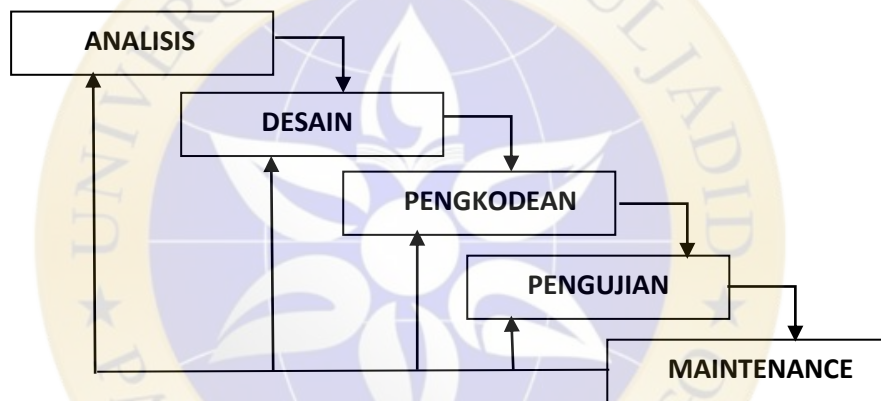 ANALISIS
DESAIN
PENGKODEAN
PENGUJIAN
MAINTENANCE